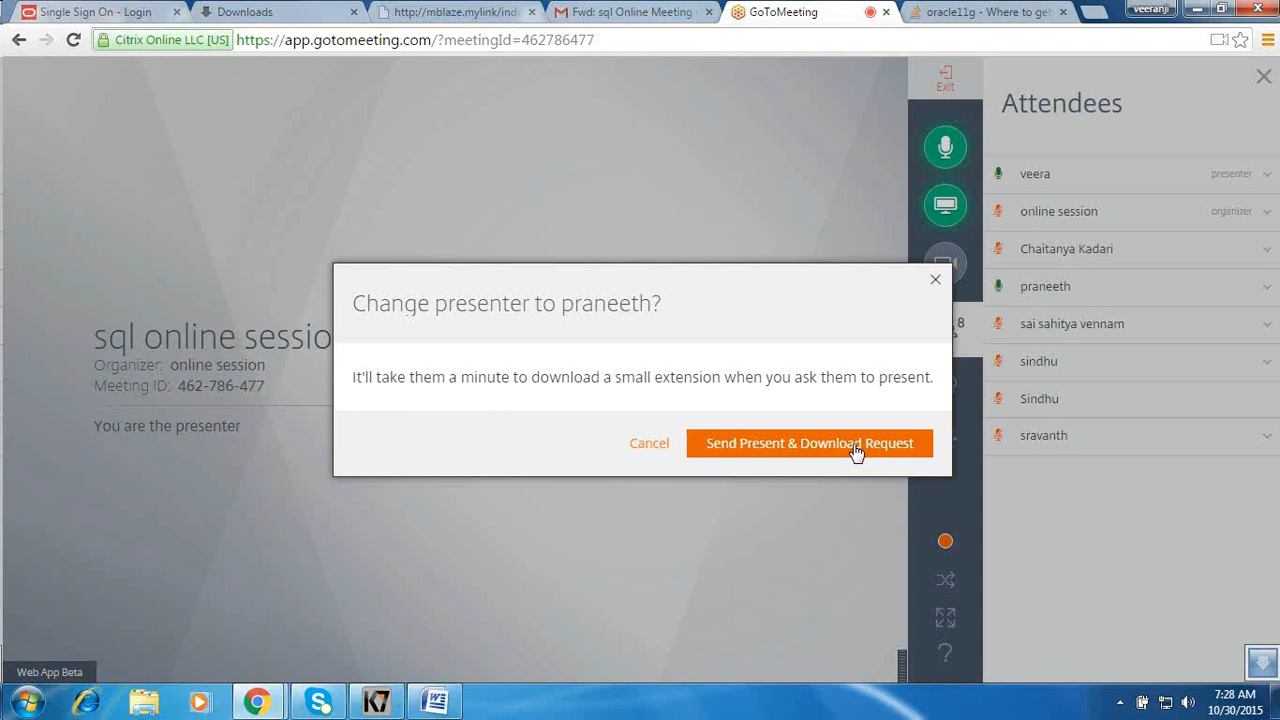 Single Sign On - Login
Downloads
http://mblaze.mylink/ind
Fwd: sql Online Meeting
GoToMeeting
oracle11g - Where to get
veeranji
Citrix Online LLC [US]
https://app.gotomeeting.com/?meetingId=462786477
Exit
Attendees
veera presenter
online session organizer
Chaitanya Kadari
praneeth
8
sai sahitya vennam
sindhu
Sindhu
sravanth
sql online sessio
Organizer: online session
Meeting ID: 462-786-477
You are the presenter
Change presenter to praneeth?
It'll take them a minute to download a small extension when you ask them to present.
Cancel
Send Present & Download Request
?
Web App Beta
K7
7:28 AM
10/30/2015